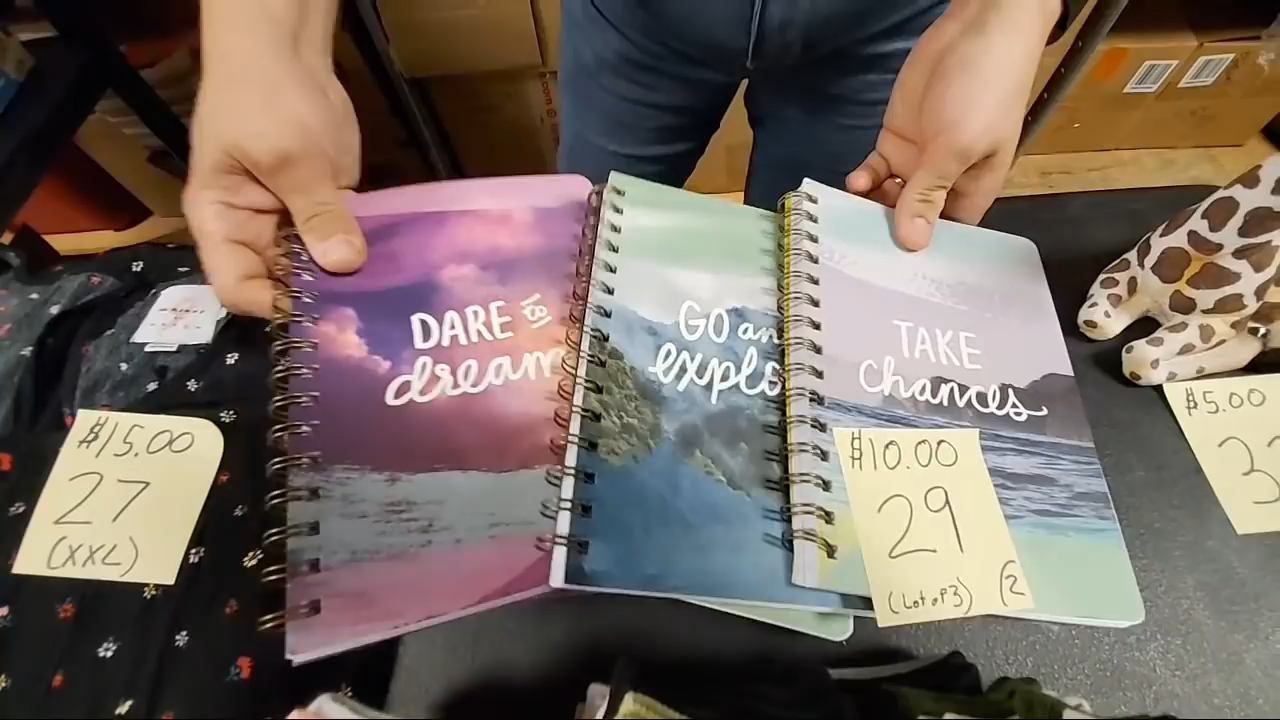 DARE to
dream
GO an
explo
TAKE
chances
$15.00
27
(XXL)
$10.00
29
(Lot of 3) (2
$5.00
3